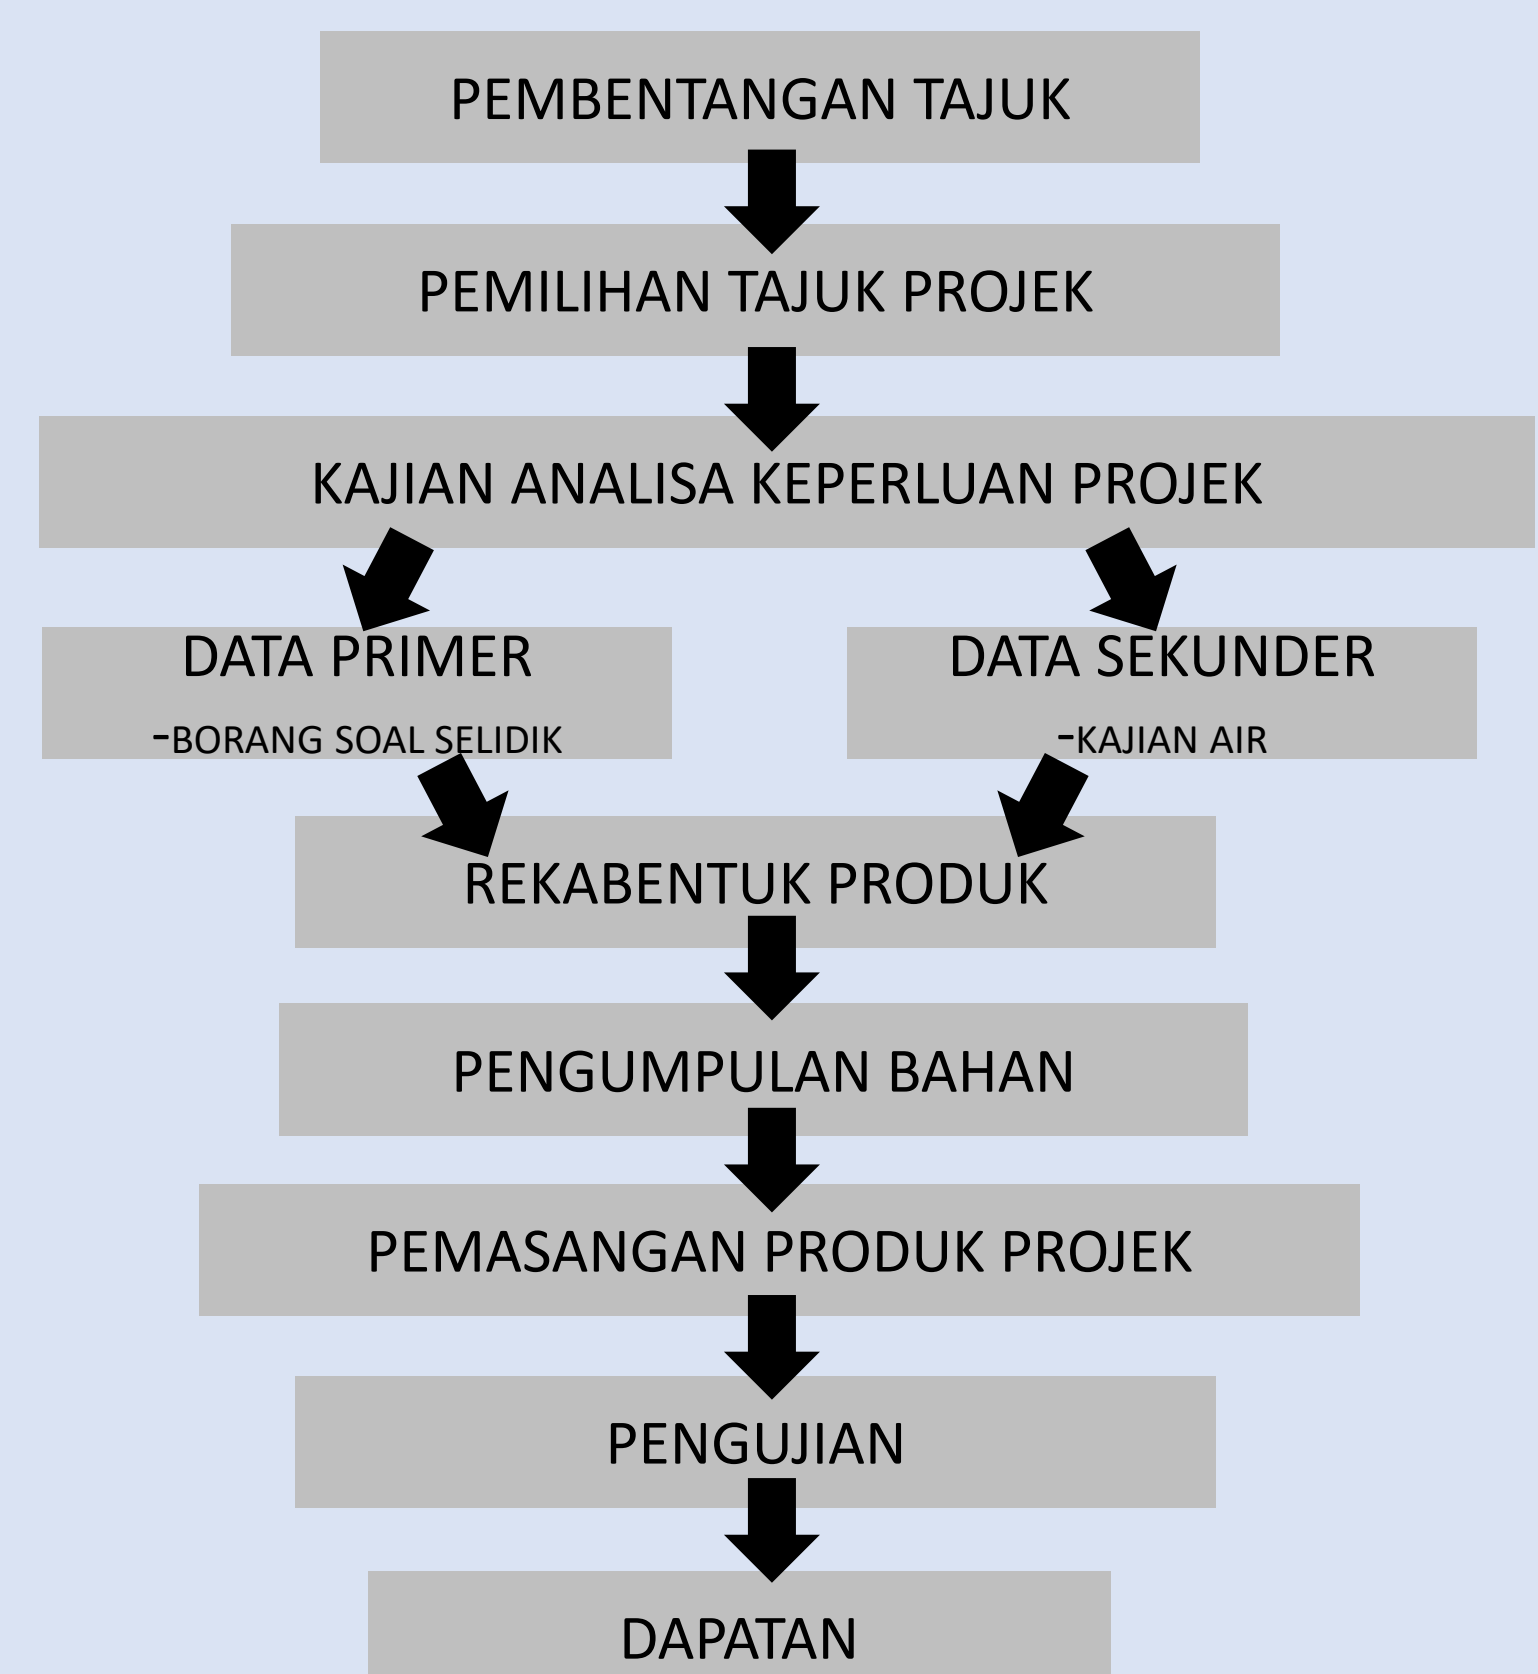 PEMBENTANGAN TAJUK
PEMILIHAN TAJUK PROJEK
KAJIAN ANALISA KEPERLUAN PROJEK
DATA PRIMER
-BORANG SOAL SELIDIK
DATA SEKUNDER
-KAJIAN AIR
REKABENTUK PRODUK
PENGUMPULAN BAHAN
PEMASANGAN PRODUK PROJEK
PENGUJIAN
DAPATAN